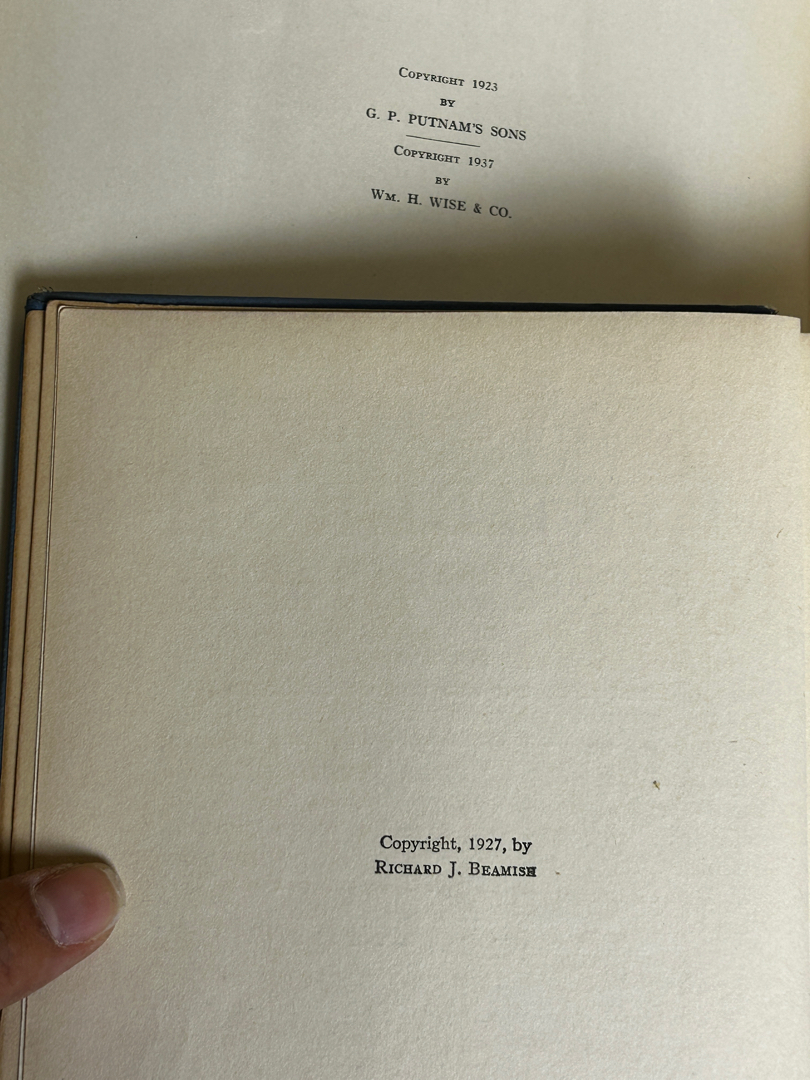 COPYRIGHT 1923
BY
G. P. PUTNAM'S SONS
COPYRIGHT 1937
BY
WM. H. WISE & CO.
Copyright, 1927, by
RICHARD J. BEAMISH